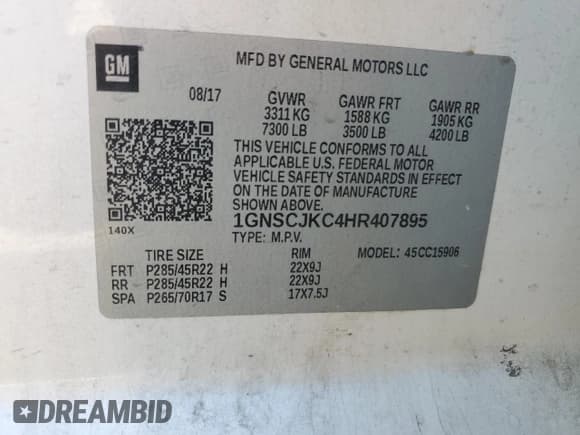 GM
MFD BY GENERAL MOTORS LLC
08/17 GVWR GAWR FRT GAWR RR
3311 KG 1588 KG 1905 KG
7300 LB 3500 LB 4200 LB
THIS VEHICLE CONFORMS TO ALL
APPLICABLE U.S. FEDERAL MOTOR
VEHICLE SAFETY STANDARDS IN EFFECT
ON THE DATE OF MANUFACTURE
SHOWN ABOVE.
1GNSCJKC4HR407895
140X
TYPE: M.P.V.
TIRE SIZE RIM MODEL: 45CC15906
FRT P285/45R22 H 22X9J
RR P285/45R22 H 22X9J
SPA P265/70R17 S 17X7.5J
DREAMBID